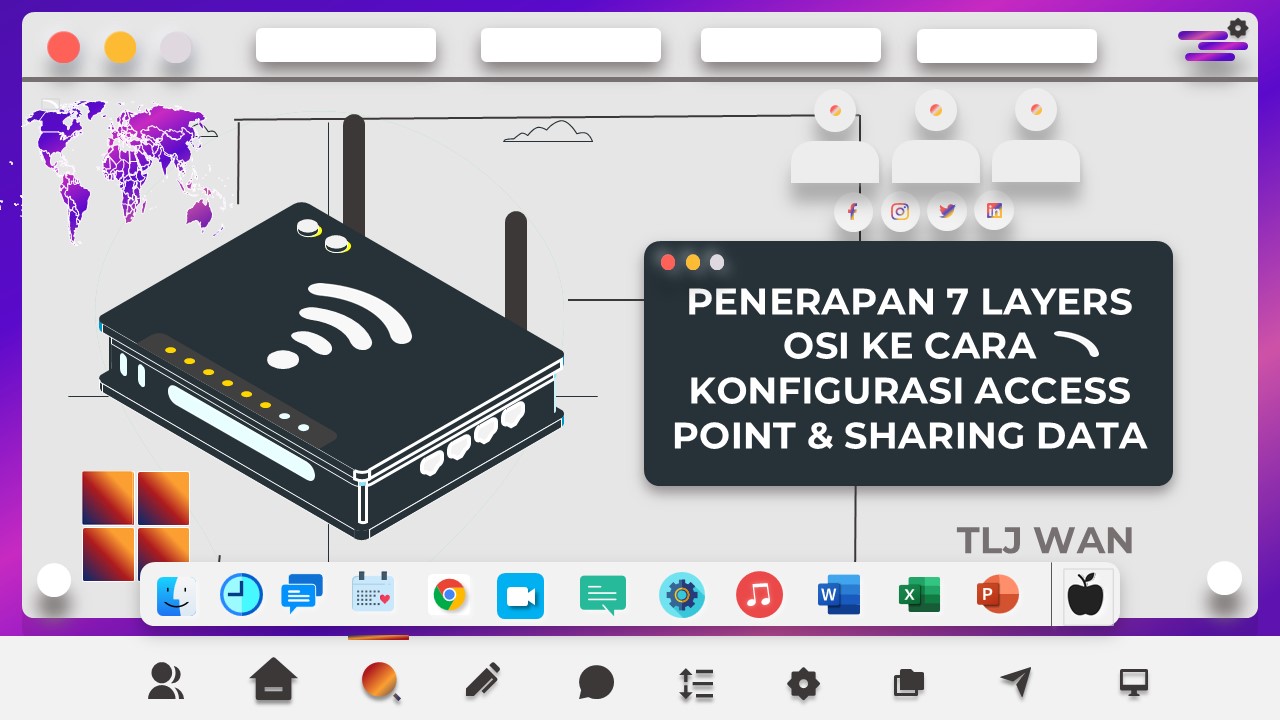 PENERAPAN 7 LAYERS
OSI KE CARA
KONFIGURASI ACCESS
POINT & SHARING DATA
TLJ WAN
W
X
P